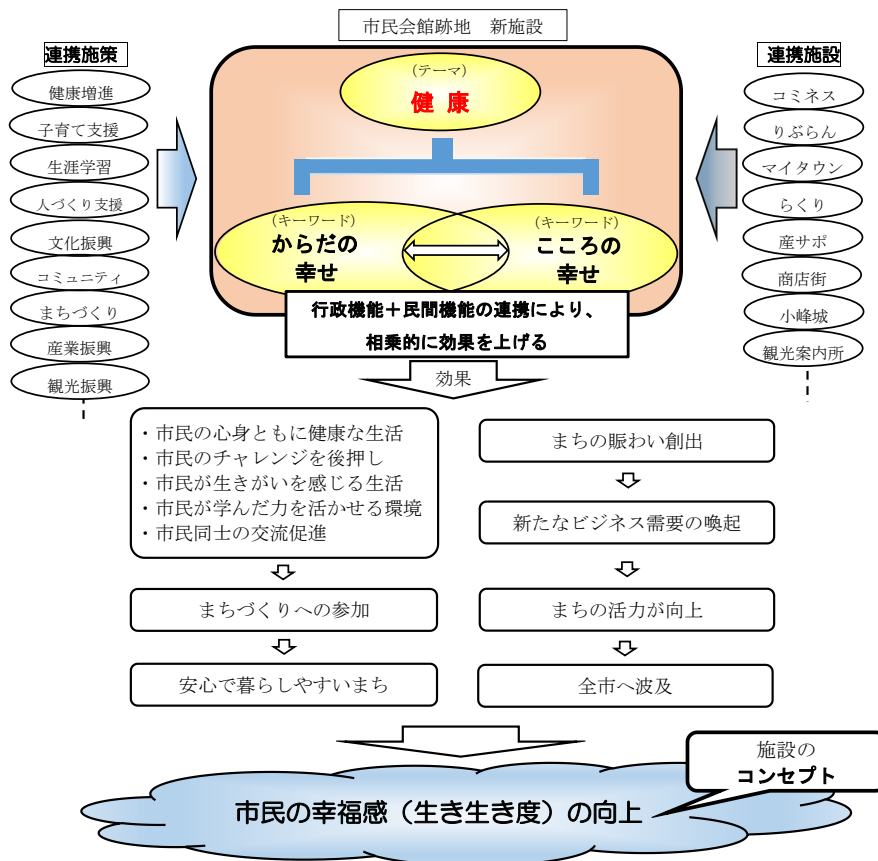 市民会館跡地　新施設
連携施策
健康増進
子育て支援
生涯学習
人づくり支援
文化振興
コミュニティ
まちづくり
産業振興
観光振興
(テーマ)
健 康
(キーワード)
からだの
幸せ
(キーワード)
こころの
幸せ
行政機能＋民間機能の連携により、
相乗的に効果を上げる
連携施設
コミネス
りぶらん
マイタウン
らくり
産サポ
商店街
小峰城
観光案内所
効果
・市民の心身ともに健康な生活
・市民のチャレンジを後押し
・市民が生きがいを感じる生活
・市民が学んだ力を活かせる環境
・市民同士の交流促進
まちづくりへの参加
安心で暮らしやすいまち
まちの賑わい創出
新たなビジネス需要の喚起
まちの活力が向上
全市へ波及
施設の
コンセプト
市民の幸福感（生き生き度）の向上